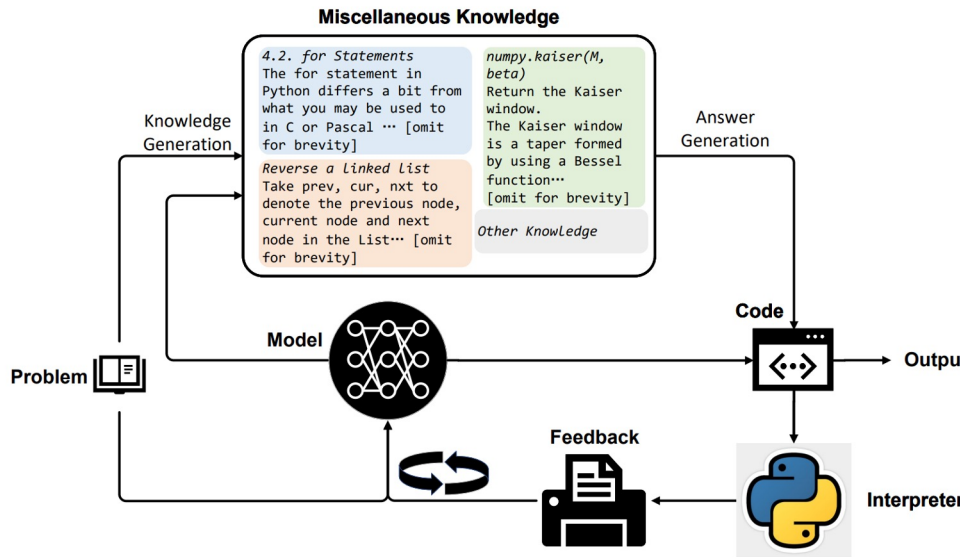 Miscellaneous Knowledge
4.2. for Statements
The for statement in
Python differs a bit from
what you may be used to
in C or Pascal ⋯ [omit
for brevity]
Reverse a linked list
Take prev, cur, nxt to
denote the previous node,
current node and next
node in the List⋯ [omit
for brevity]
numpy.kaiser(M,
beta)
Return the Kaiser
window.
The Kaiser window
is a taper formed
by using a Bessel
function⋯
[omit for brevity]
Other Knowledge
Knowledge
Generation
Answer
Generation
Model
Code
Problem
Outpu
Feedback
Interpreter